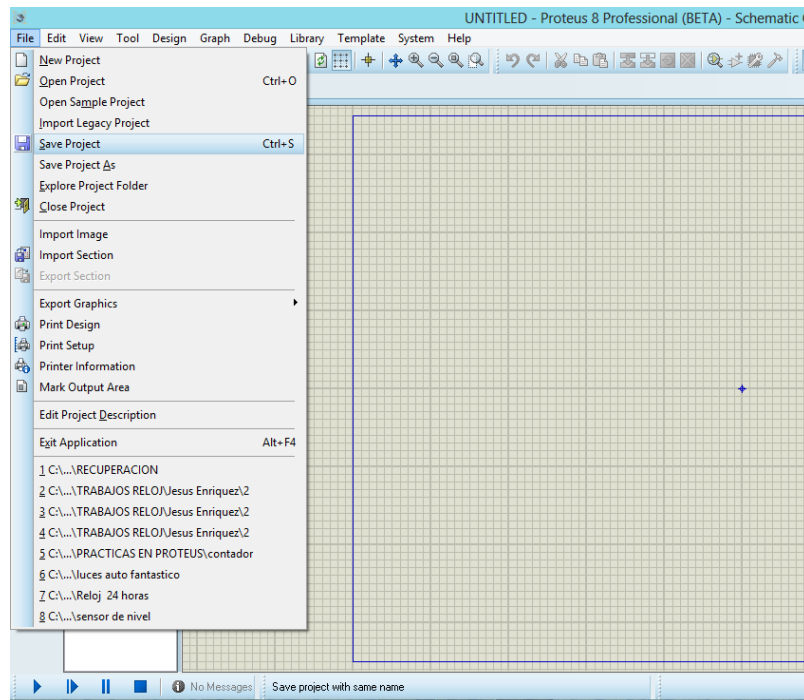 UNTITLED - Proteus 8 Professional (BETA) - Schematic
File Edit View Tool Design Graph Debug Library Template System Help
New Project
Open Project Ctrl+O
Open Sample Project
Import Legacy Project
Save Project Ctrl+S
Save Project As
Explore Project Folder
Close Project
Import Image
Import Section
Export Section
Export Graphics
Print Design
Print Setup
Printer Information
Mark Output Area
Edit Project Description
Exit Application Alt+F4
1 C:\...\RECUPERACION
2 C:\...\TRABAJOS RELOJ\Jesus Enriquez\2
3 C:\...\TRABAJOS RELOJ\Jesus Enriquez\2
4 C:\...\TRABAJOS RELOJ\Jesus Enriquez\2
5 C:\...\PRACTICAS EN PROTEUS\contador
6 C:\...\luces auto fantastico
7 C:\...\Reloj 24 horas
8 C:\...\sensor de nivel
No Messages Save project with same name